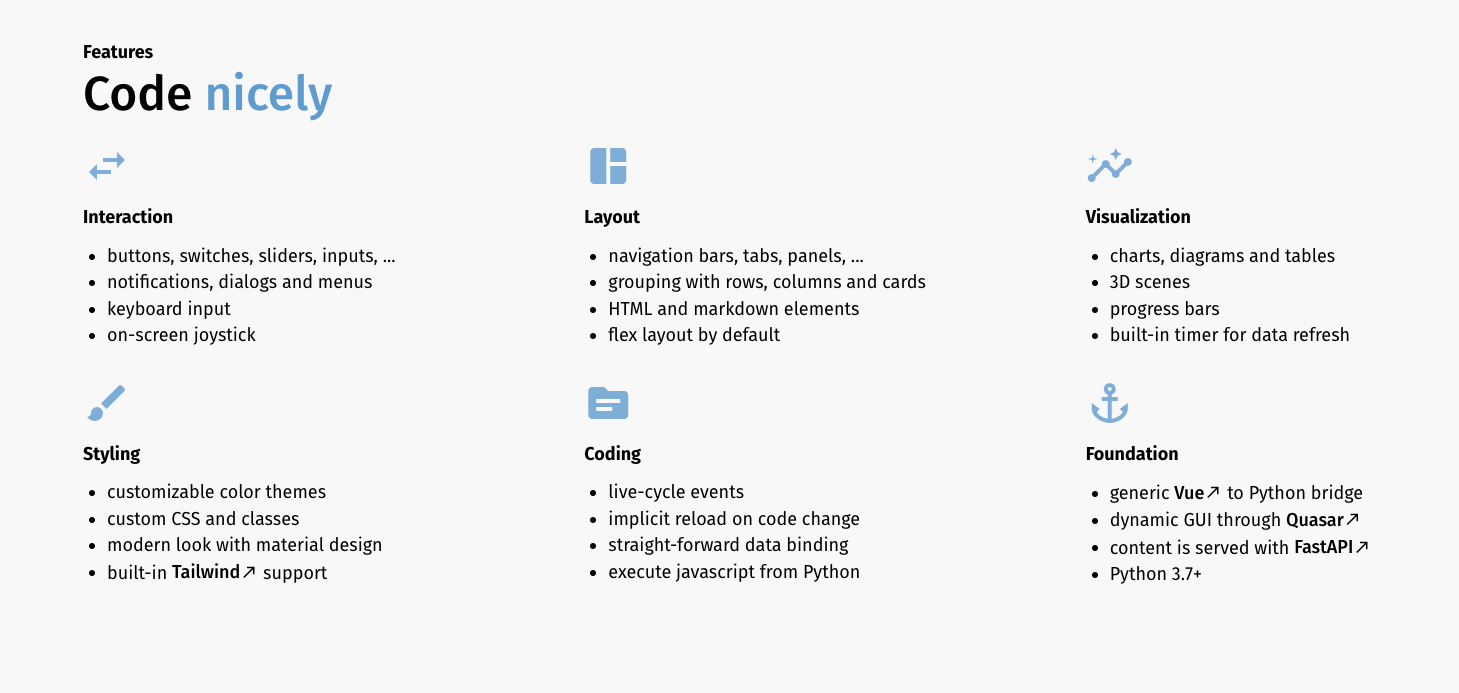 Features
Code nicely
Interaction
• buttons, switches, sliders, inputs, ...
• notifications, dialogs and menus
• keyboard input
• on-screen joystick
Layout
• navigation bars, tabs, panels, ...
• grouping with rows, columns and cards
• HTML and markdown elements
• flex layout by default
Visualization
• charts, diagrams and tables
• 3D scenes
• progress bars
• built-in timer for data refresh
Styling
• customizable color themes
• custom CSS and classes
• modern look with material design
• built-in Tailwind↗ support
Coding
• live-cycle events
• implicit reload on code change
• straight-forward data binding
• execute javascript from Python
Foundation
• generic Vue↗ to Python bridge
• dynamic GUI through Quasar↗
• content is served with FastAPI↗
• Python 3.7+